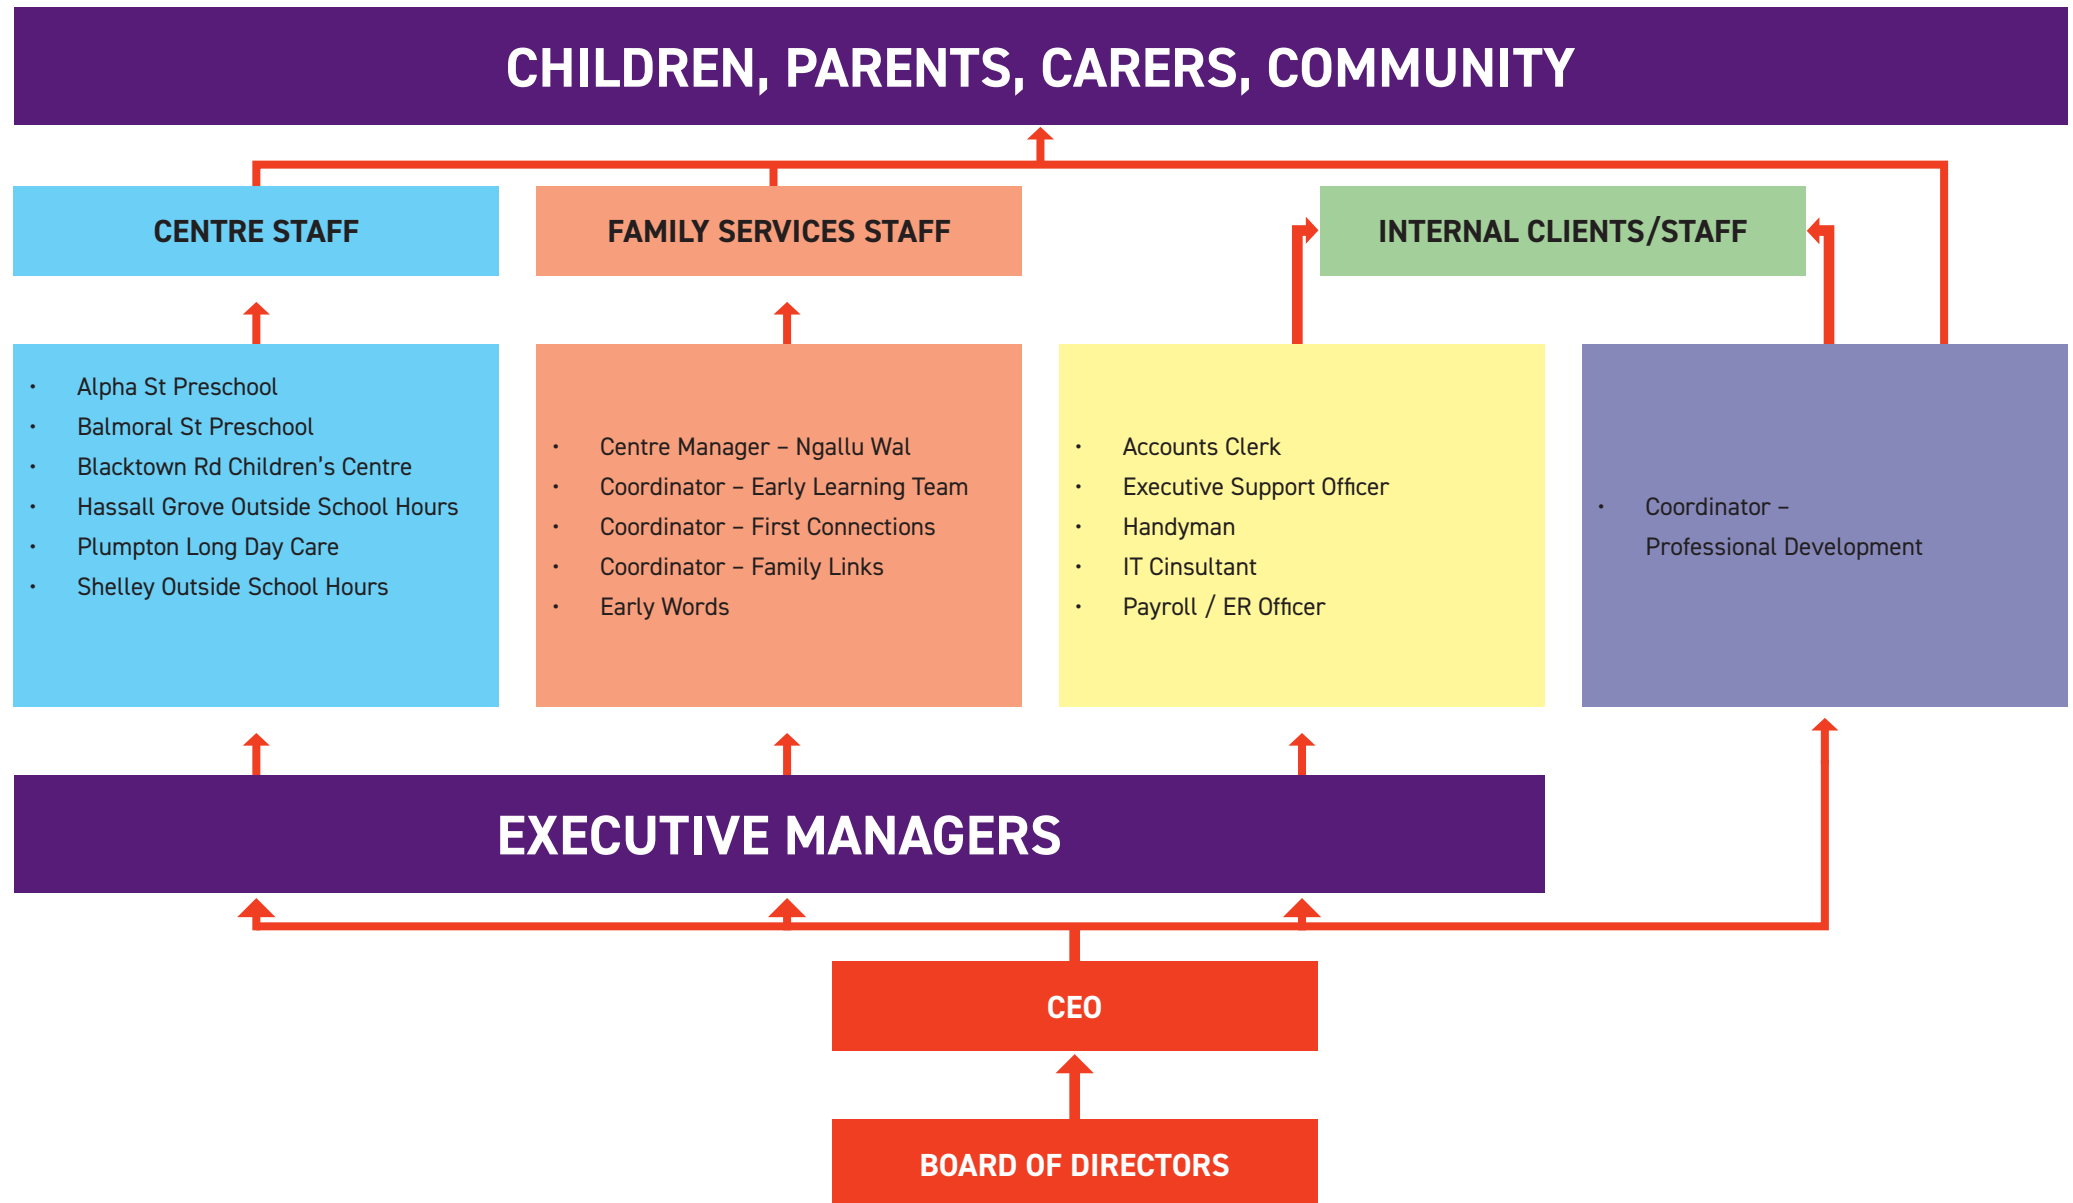 CHILDREN, PARENTS, CARERS, COMMUNITY
CENTRE STAFF
FAMILY SERVICES STAFF
INTERNAL CLIENTS/STAFF
• Alpha St Preschool
• Balmoral St Preschool
• Blacktown Rd Children’s Centre
• Hassall Grove Outside School Hours
• Plumpton Long Day Care
• Shelley Outside School Hours
• Centre Manager – Ngallu Wal
• Coordinator – Early Learning Team
• Coordinator – First Connections
• Coordinator – Family Links
• Early Words
• Accounts Clerk
• Executive Support Officer
• Handyman
• IT Cinsultant
• Payroll / ER Officer
• Coordinator –
Professional Development
EXECUTIVE MANAGERS
CEO
BOARD OF DIRECTORS